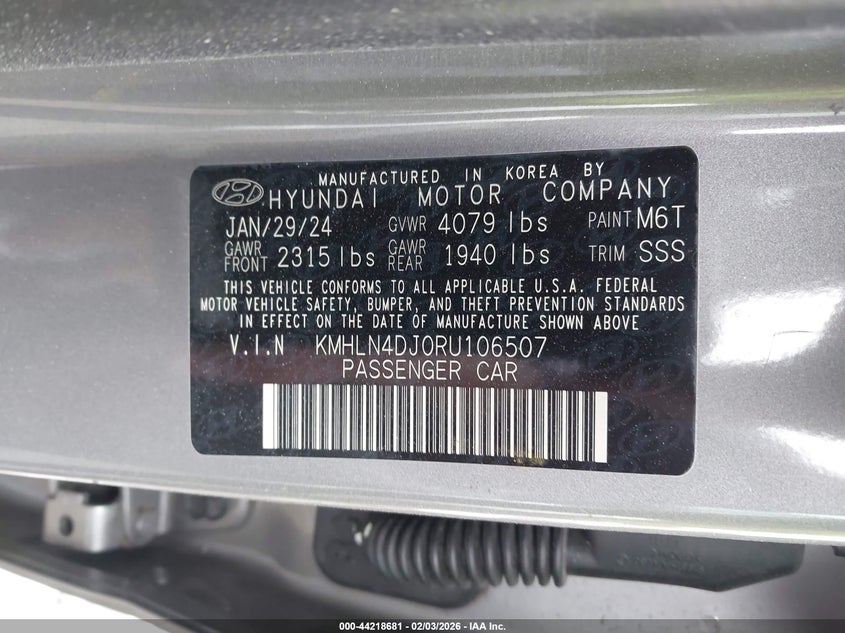 MANUFACTURED IN KOREA BY
HYUNDAI MOTOR COMPANY
JAN/29/24 GVWR 4079 lbs PAINT M6T
GAWR FRONT 2315 lbs GAWR REAR 1940 lbs TRIM SSS
THIS VEHICLE CONFORMS TO ALL APPLICABLE U.S.A. FEDERAL
MOTOR VEHICLE SAFETY, BUMPER, AND THEFT PREVENTION STANDARDS
IN EFFECT ON THE DATE OF MANUFACTURE SHOWN ABOVE
V.I.N KMHLN4DJ0RU106507
PASSENGER CAR
000-44218681 - 02/03/2026 - IAA Inc.